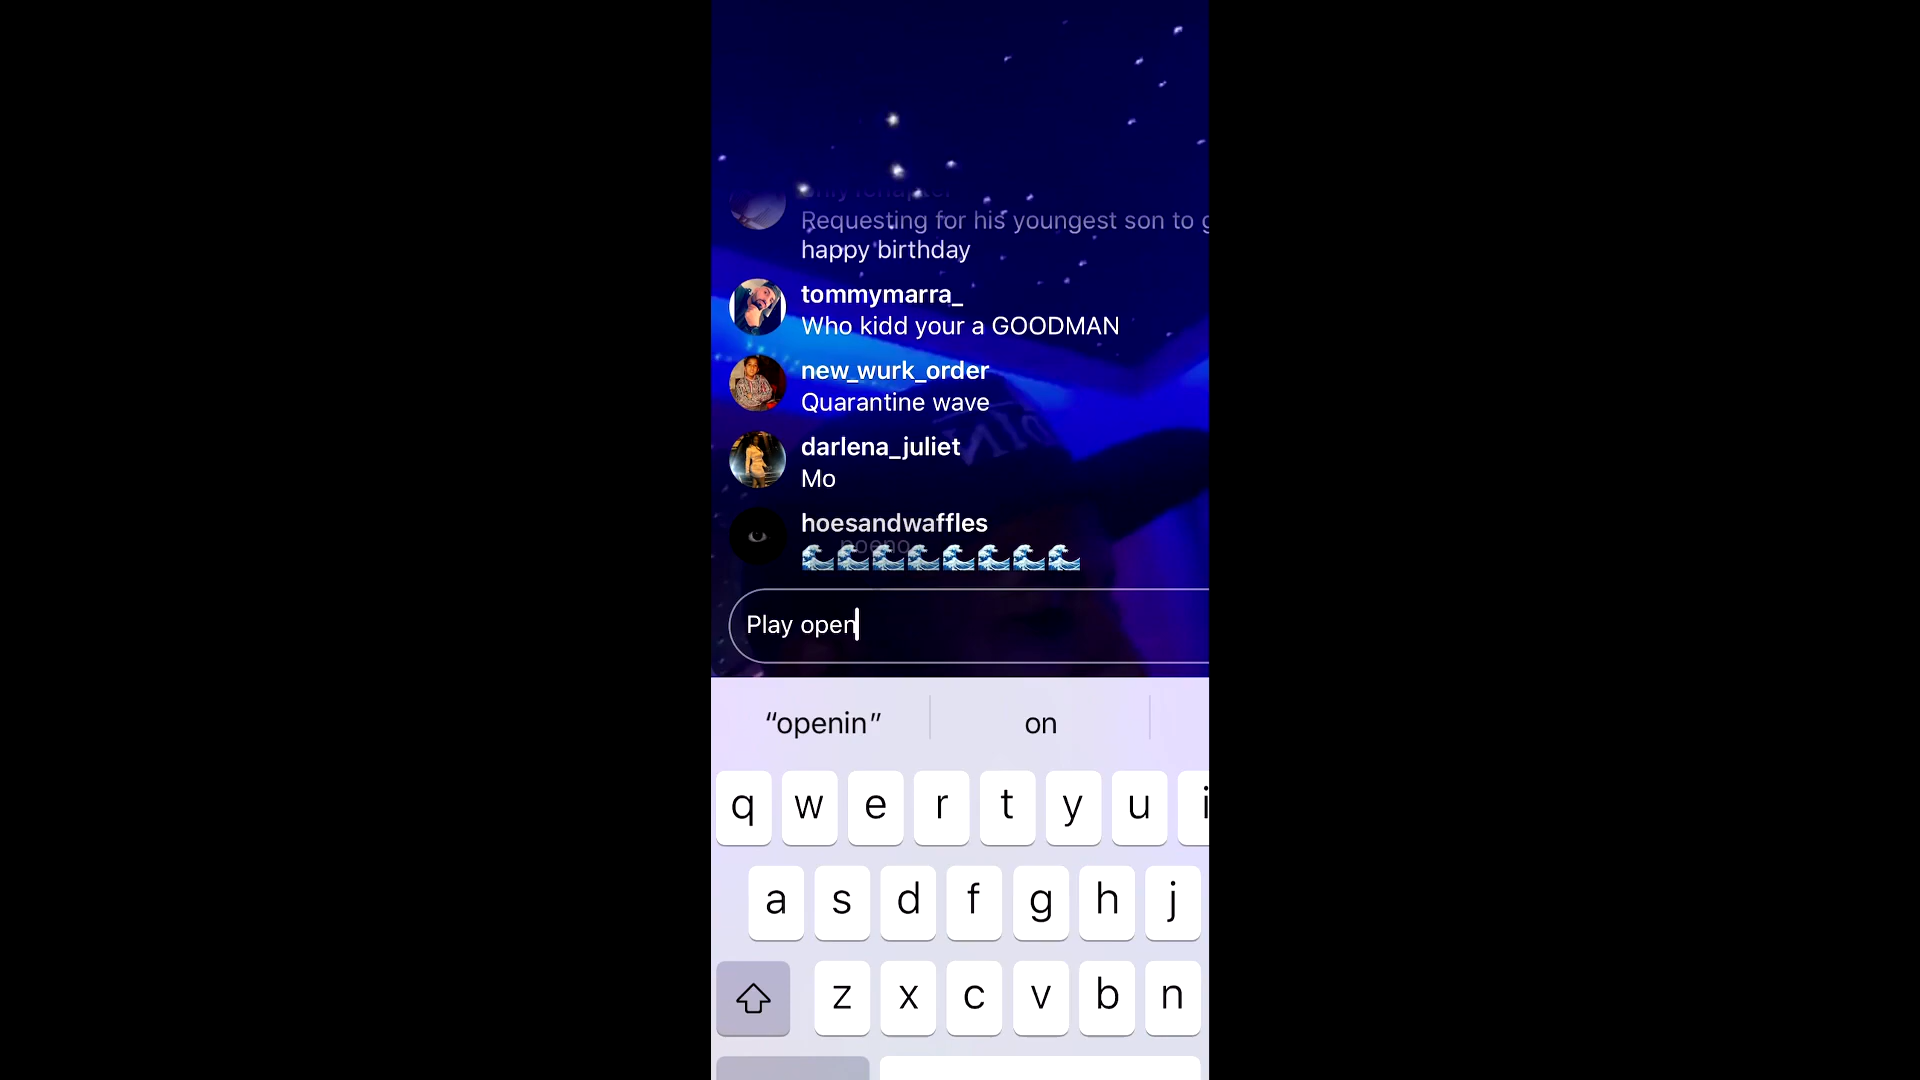 Requesting for his youngest son to g
happy birthday
tommymarra_
Who kidd your a GOODMAN
new_wurk_order
Quarantine wave
darlena_juliet
Mo
hoesandwaffles
🌊🌊🌊🌊🌊🌊🌊🌊
Play open
“openin” on
q w e r t y u i
a s d f g h j
z x c v b n